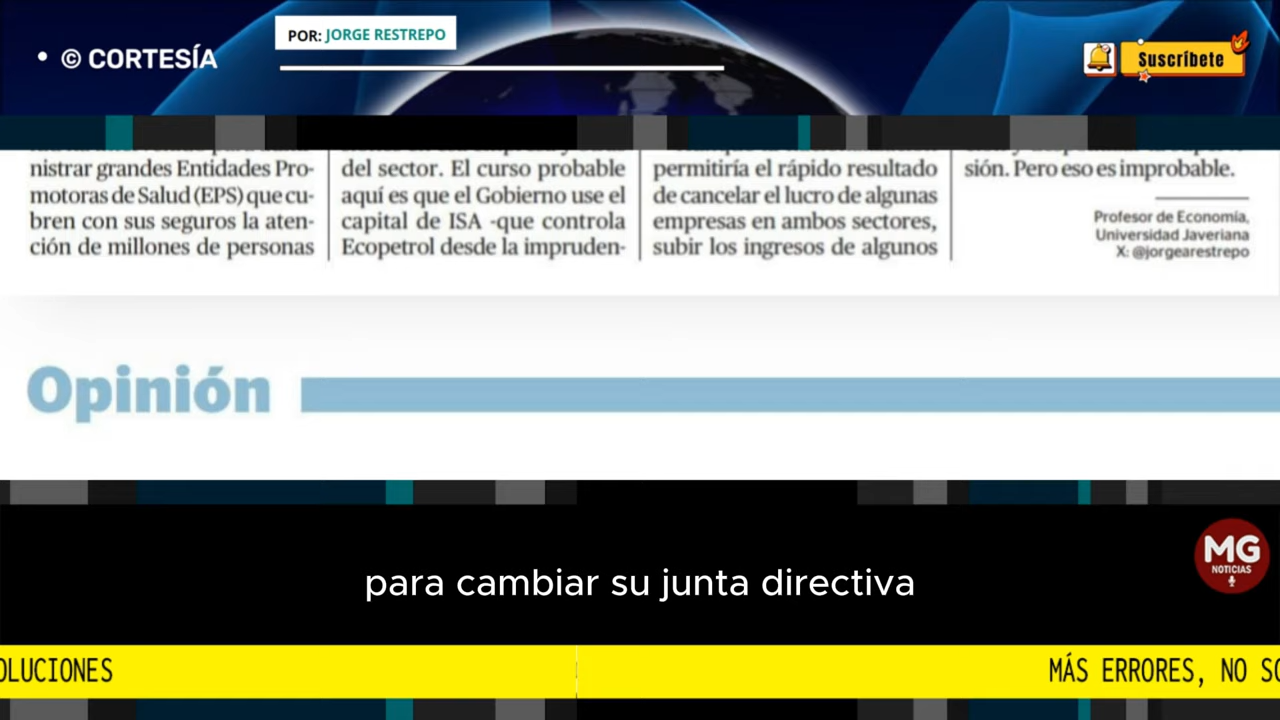 • © CORTESÍA
POR: JORGE RESTREPO
Suscríbete
nistrar grandes Entidades Pro-
motoras de Salud (EPS) que cu-
bren con sus seguros la aten-
ción de millones de personas
del sector. El curso probable
aquí es que el Gobierno use el
capital de ISA -que controla
Ecopetrol desde la impruden-
permitiría el rápido resultado
de cancelar el lucro de algunas
empresas en ambos sectores,
subir los ingresos de algunos
sión. Pero eso es improbable.
Profesor de Economía,
Universidad Javeriana
X: @jorgearestrepo
Opinión
MG
NOTICIAS
para cambiar su junta directiva
OLUCIONES
MÁS ERRORES, NO SO